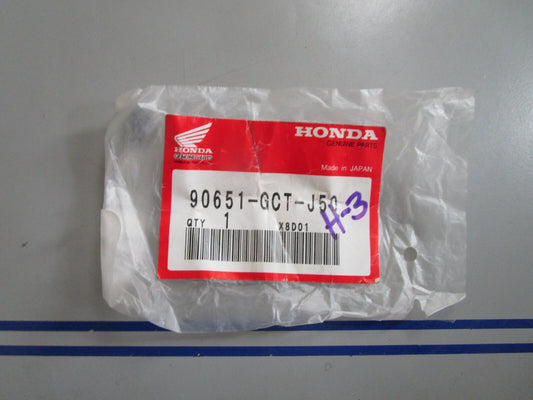 HONDA
HONDA
GENUINE PARTS
Made in JAPAN
90651-GCT-J50
H-3
QTY 1 X8D01